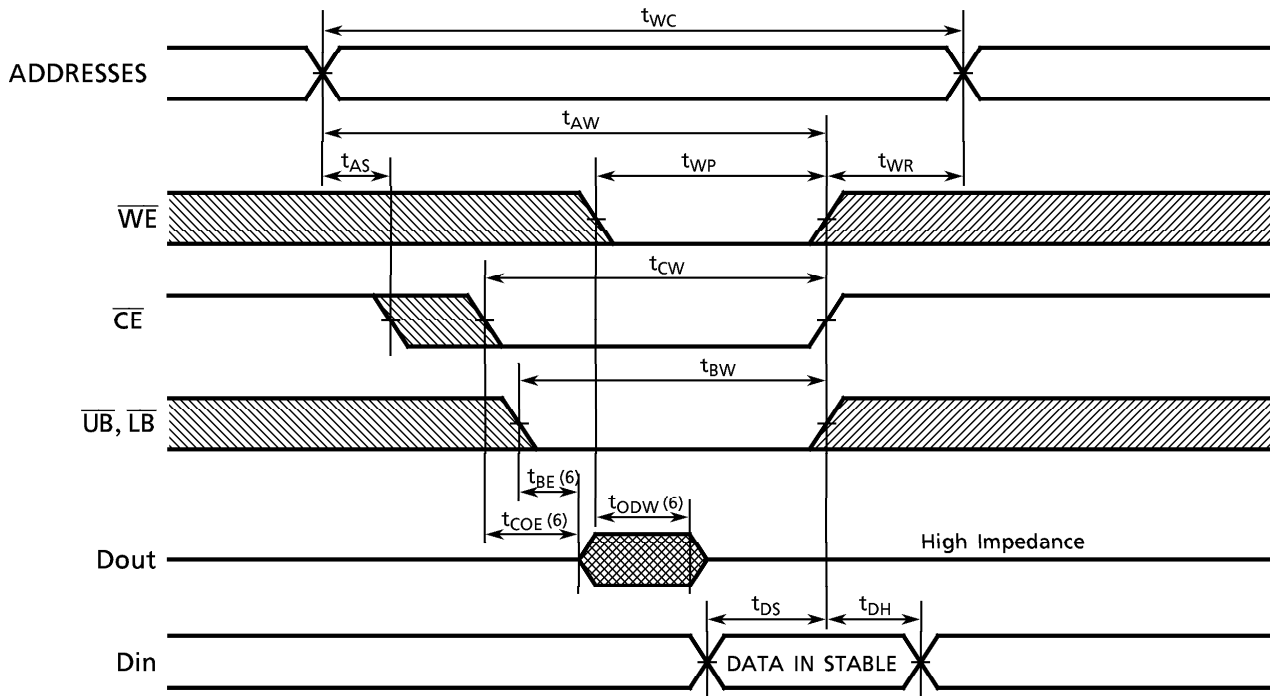 tWC
ADDRESSES
tAW
tAS
tWP
tWR
WE
tCW
CE
tBW
UB, LB
tBE (6)
tODW (6)
tCOE (6)
High Impedance
Dout
tDS
tDH
Din
DATA IN STABLE